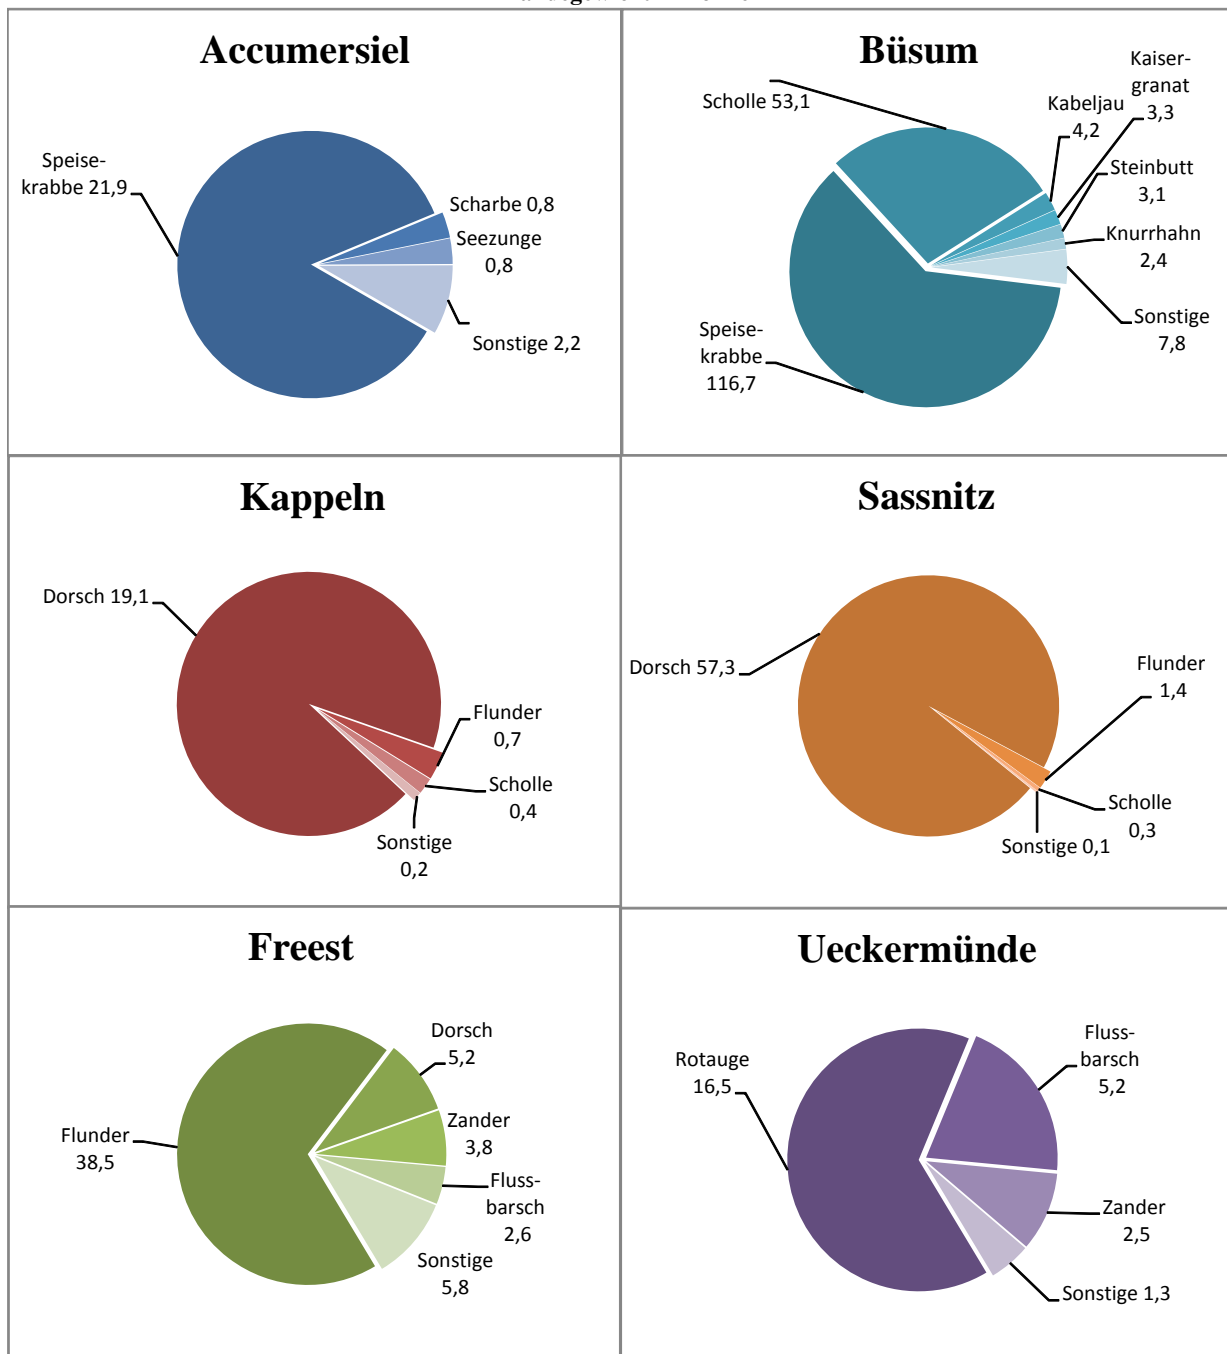 Accumersiel
Speise-
krabbe 21,9
Scharbe 0,8
Seezunge
0,8
Sonstige 2,2
Büsum
Scholle 53,1
Kaiser-
granat
3,3
Kabeljau
4,2
Steinbutt
3,1
Knurrhahn
2,4
Sonstige
7,8
Speise-
krabbe
116,7
Kappeln
Dorsch 19,1
Flunder
0,7
Scholle
0,4
Sonstige
0,2
Sassnitz
Dorsch 57,3
Flunder
1,4
Scholle
0,3
Sonstige 0,1
Freest
Dorsch
5,2
Zander
3,8
Fluss-
barsch
2,6
Sonstige
5,8
Flunder
38,5
Ueckermünde
Rotauge
16,5
Fluss-
barsch
5,2
Zander
2,5
Sonstige 1,3